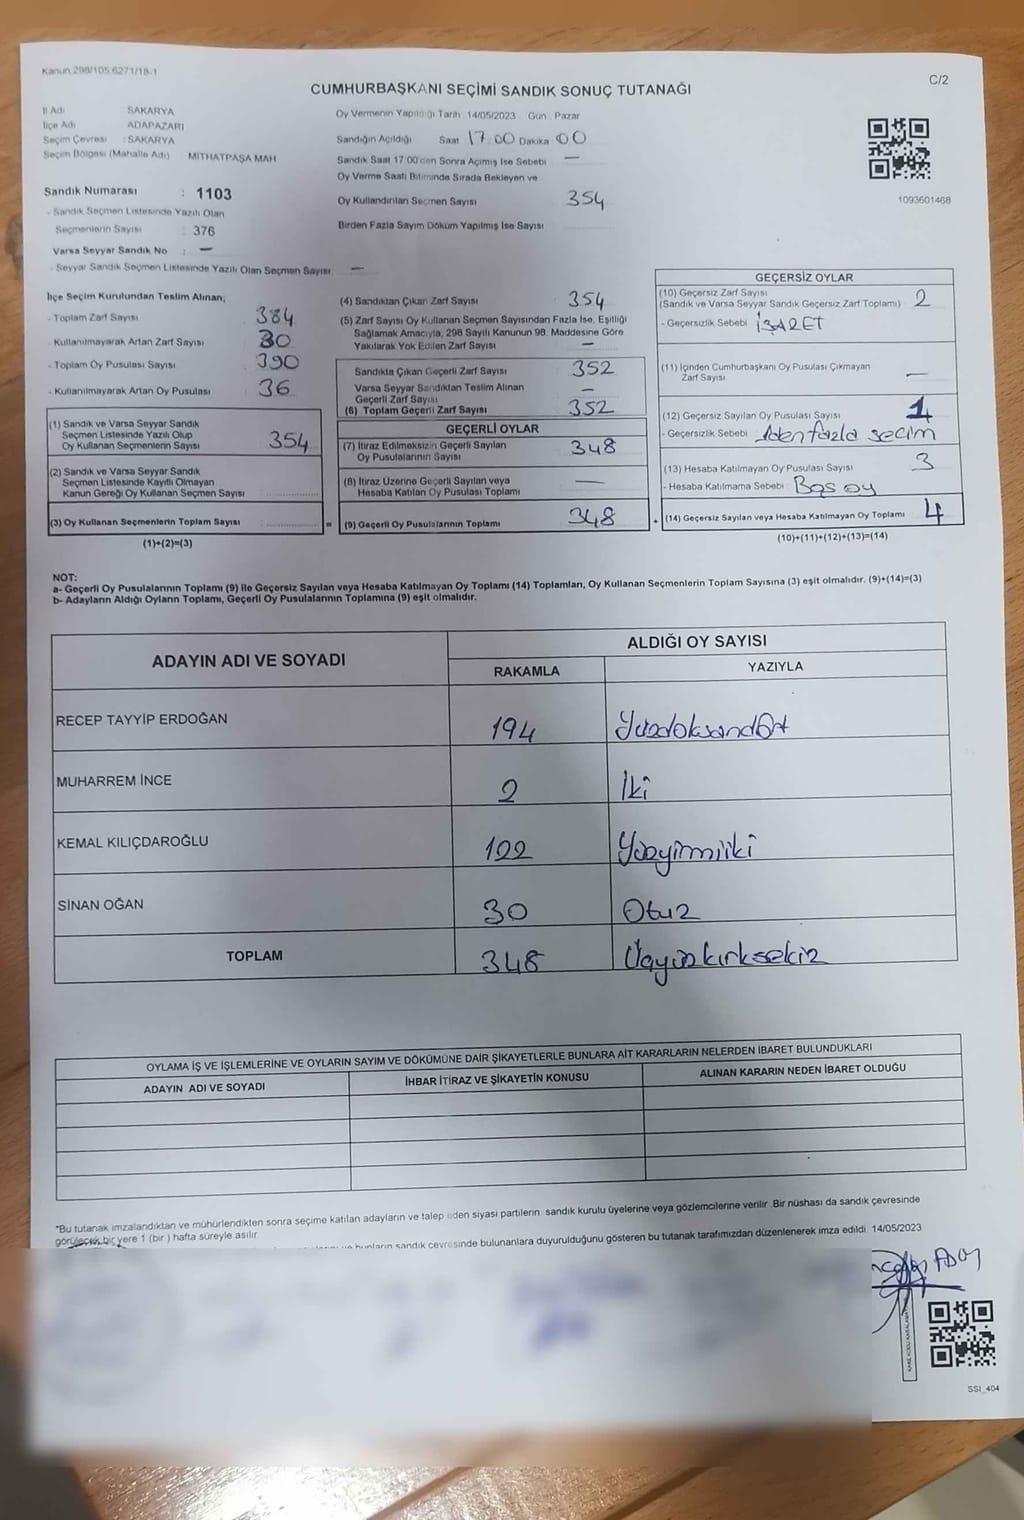 Kanun:298/105:6271/18-1
C/2
CUMHURBAŞKANI SEÇİMİ SANDIK SONUÇ TUTANAĞI
İl Adı SAKARYA
İlçe Adı ADAPAZARI
Seçim Çevresi : SAKARYA
Seçim Bölgesi (Mahalle Adı) MİTHATPAŞA MAH
Sandık Numarası : 1103
- Sandık Seçmen Listesinde Yazılı Olan
Seçmenlerin Sayısı : 376
Varsa Seyyar Sandık No : —
- Seyyar Sandık Seçmen Listesinde Yazılı Olan Seçmen Sayısı —
Oy Vermenin Yapıldığı Tarih 14/05/2023 Gün Pazar
Sandığın Açıldığı Saat 17.00 Dakika 00
Sandık Saat 17:00'den Sonra Açımış İse Sebebi —
Oy Verme Saati Bitiminde Sırada Bekleyen ve
Oy Kullandırılan Seçmen Sayısı 354
Birden Fazla Sayım Döküm Yapılmış İse Sayısı
1093601468
İlçe Seçim Kurulundan Teslim Alınan;
- Toplam Zarf Sayısı 384
- Kullanılmayarak Artan Zarf Sayısı 30
- Toplam Oy Pusulası Sayısı 390
- Kullanılmayarak Artan Oy Pusulası 36
(1) Sandık ve Varsa Seyyar Sandık
Seçmen Listesinde Yazılı Olup
Oy Kullanan Seçmenlerin Sayısı 354
(2) Sandık ve Varsa Seyyar Sandık
Seçmen Listesinde Kayıtlı Olmayan
Kanun Gereği Oy Kullanan Seçmen Sayısı
(3) Oy Kullanan Seçmenlerin Toplam Sayısı =
(1)+(2)=(3)
(4) Sandıktan Çıkan Zarf Sayısı 354
(5) Zarf Sayısı Oy Kullanan Seçmen Sayısından Fazla İse, Eşitliği
Sağlamak Amacıyla, 298 Sayılı Kanunun 98. Maddesine Göre
Yakılarak Yok Edilen Zarf Sayısı —
Sandıkta Çıkan Geçerli Zarf Sayısı 352
Varsa Seyyar Sandıktan Teslim Alınan
Geçerli Zarf Sayısı —
(6) Toplam Geçerli Zarf Sayısı 352
GEÇERLİ OYLAR
(7) İtiraz Edilmeksizin Geçerli Sayılan
Oy Pusulalarının Sayısı 348
(8) İtiraz Üzerine Geçerli Sayılan veya
Hesaba Katılan Oy Pusulası Toplamı —
(9) Geçerli Oy Pusulalarının Toplamı 348 +
GEÇERSİZ OYLAR
(10) Geçersiz Zarf Sayısı
(Sandık ve Varsa Seyyar Sandık Geçersiz Zarf Toplamı) 2
- Geçersizlik Sebebi İŞARET
(11) İçinden Cumhurbaşkanı Oy Pusulası Çıkmayan
Zarf Sayısı —
(12) Geçersiz Sayılan Oy Pusulası Sayısı 1
- Geçersizlik Sebebi 1den fazla secim
(13) Hesaba Katılmayan Oy Pusulası Sayısı 3
- Hesaba Katılmama Sebebi Boş oy
(14) Geçersiz Sayılan veya Hesaba Katılmayan Oy Toplamı 4
(10)+(11)+(12)+(13)=(14)
NOT:
a- Geçerli Oy Pusulalarının Toplamı (9) ile Geçersiz Sayılan veya Hesaba Katılmayan Oy Toplamı (14) Toplamları, Oy Kullanan Seçmenlerin Toplam Sayısına (3) eşit olmalıdır. (9)+(14)=(3)
b- Adayların Aldığı Oyların Toplamı, Geçerli Oy Pusulalarının Toplamına (9) eşit olmalıdır.
ADAYIN ADI VE SOYADI ALDIĞI OY SAYISI
RAKAMLA YAZIYLA
RECEP TAYYİP ERDOĞAN 194 Yüzdoksandört
MUHARREM İNCE 2 İki
KEMAL KILIÇDAROĞLU 122 Yüzyirmiiki
SİNAN OĞAN 30 Otuz
TOPLAM 348 Üçyüzkırksekiz
OYLAMA İŞ VE İŞLEMLERİNE VE OYLARIN SAYIM VE DÖKÜMÜNE DAİR ŞİKAYETLERLE BUNLARA AİT KARARLARIN NELERDEN İBARET BULUNDUKLARI
ADAYIN ADI VE SOYADI İHBAR İTİRAZ VE ŞİKAYETİN KONUSU ALINAN KARARIN NEDEN İBARET OLDUĞU
*Bu tutanak imzalandıktan ve mühürlendikten sonra seçime katılan adayların ve talep eden siyasi partilerin sandık kurulu üyelerine veya gözlemcilerine verilir .Bir nüshası da sandık çevresinde
görülecek bir yere 1 (bir ) hafta süreyle asılır.
bunların sandık çevresinde bulunanlara duyurulduğunu gösteren bu tutanak tarafımızdan düzenlenerek imza edildi 14/05/2023
SSI_404